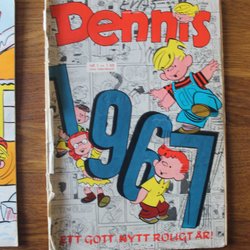 Dennis
1967
ETT GOTT NYTT ROLIGT ÅR!